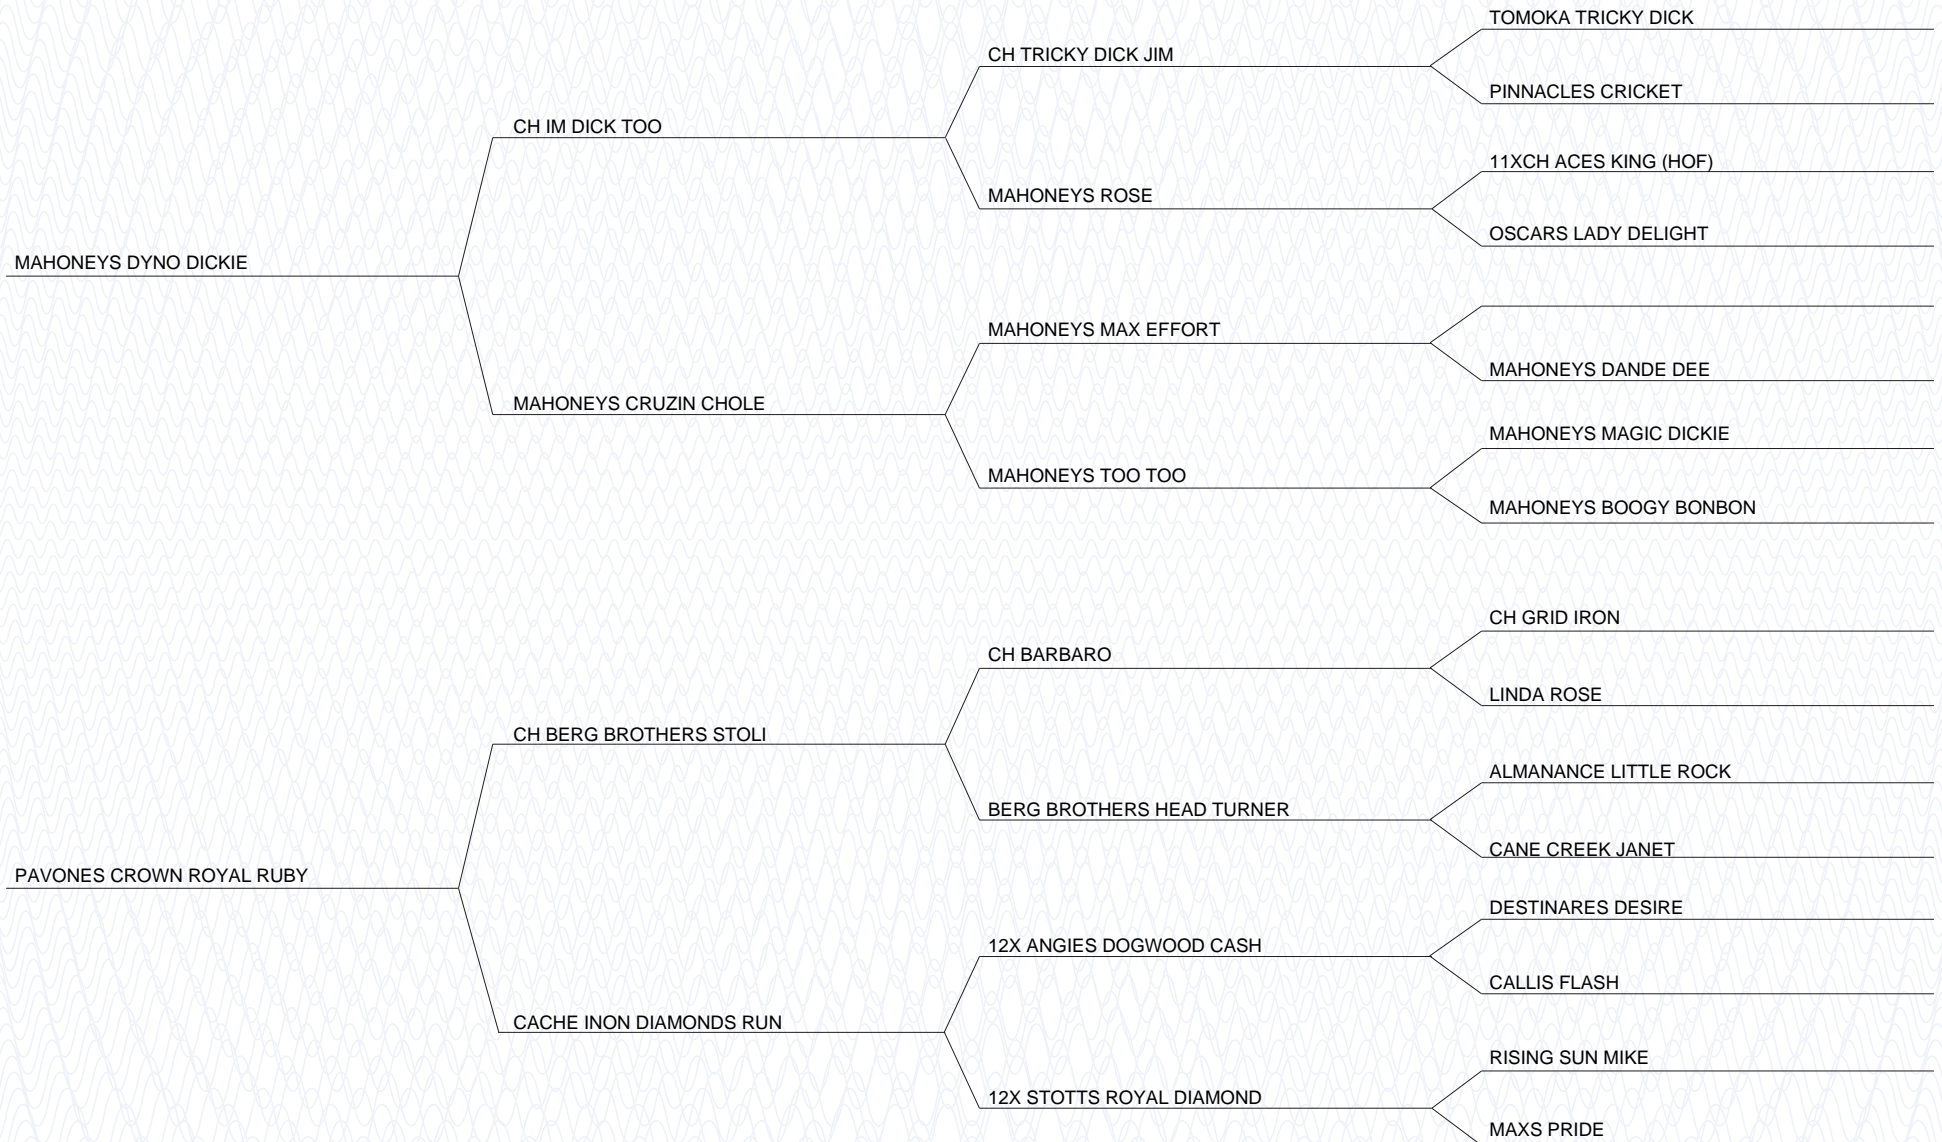 TOMOKA TRICKY DICK
CH TRICKY DICK JIM
PINNACLES CRICKET
CH IM DICK TOO
11XCH ACES KING (HOF)
MAHONEYS ROSE
OSCARS LADY DELIGHT
MAHONEYS DYNO DICKIE
MAHONEYS MAX EFFORT
MAHONEYS DANDE DEE
MAHONEYS CRUZIN CHOLE
MAHONEYS MAGIC DICKIE
MAHONEYS TOO TOO
MAHONEYS BOOGY BONBON
CH GRID IRON
CH BARBARO
LINDA ROSE
CH BERG BROTHERS STOLI
ALMANANCE LITTLE ROCK
BERG BROTHERS HEAD TURNER
CANE CREEK JANET
PAVONES CROWN ROYAL RUBY
DESTINARES DESIRE
12X ANGIES DOGWOOD CASH
CALLIS FLASH
CACHE INON DIAMONDS RUN
RISING SUN MIKE
12X STOTTS ROYAL DIAMOND
MAXS PRIDE